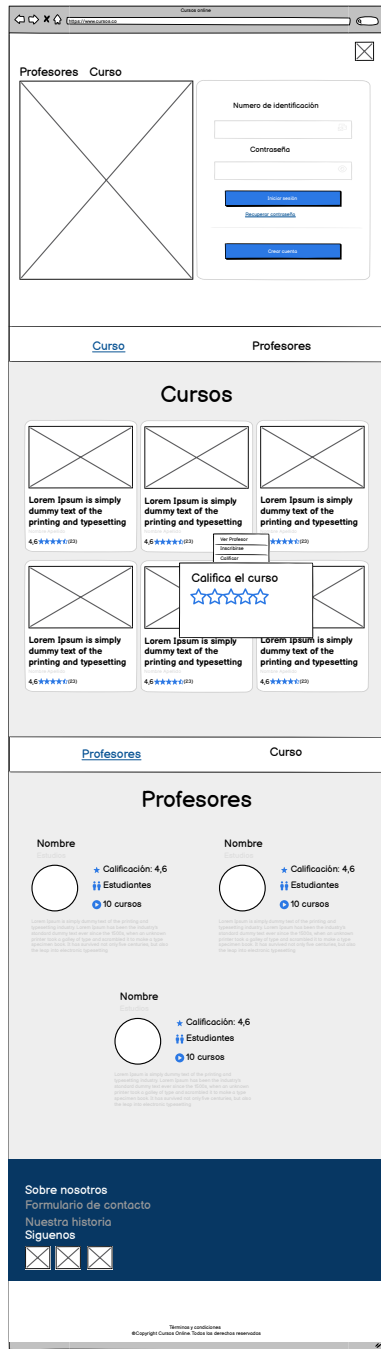 Cursos online
https://www.cursos.co
Profesores Curso
Numero de identificación
Contraseña
Iniciar sesión
Recuperar contraseña
Crear cuenta
Curso Profesores
Cursos
Lorem Ipsum is simply
dummy text of the
printing and typesetting
4,6 (23)
Lorem Ipsum is simply
dummy text of the
printing and typesetting
4,6 (23)
Lorem Ipsum is simply
dummy text of the
printing and typesetting
(23)
Ver Profesor
Inscribirse
Calificar
Califica el curso
Lorem Ipsum is simply
dummy text of the
printing and typesetting
4,6 (23)
Lorem Ipsum is simply
dummy text of the
printing and typesetting
4,6 (23)
Lorem Ipsum is simply
dummy text of the
printing and typesetting
4,6 (23)
Profesores Curso
Profesores
Nombre
Estudios
Calificación: 4,6
Estudiantes
10 cursos
Nombre
Estudios
Calificación: 4,6
Estudiantes
10 cursos
Nombre
Estudios
Calificación: 4,6
Estudiantes
10 cursos
Sobre nosotros
Formulario de contacto
Nuestra historia
Siguenos
Términos y condiciones
©Copyright Cursos Online. Todos los derechos reservados